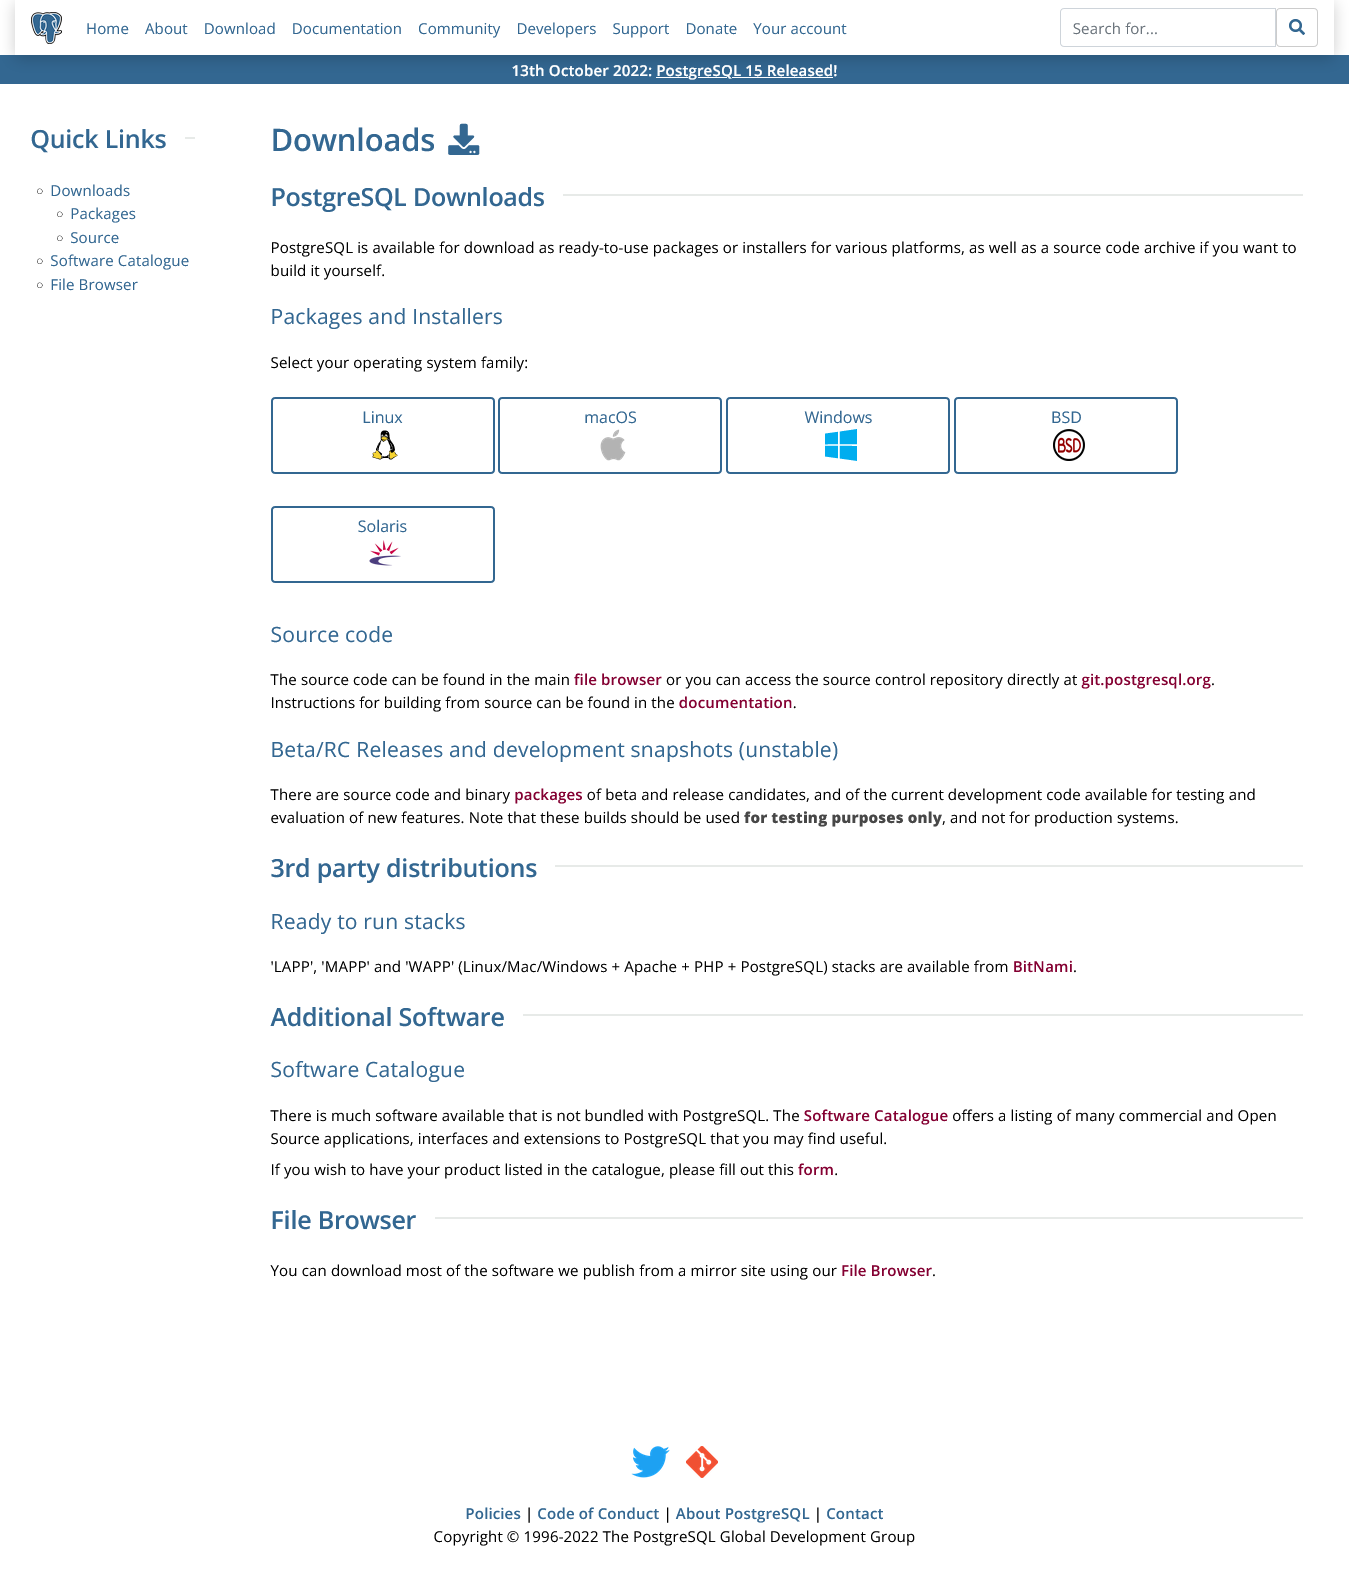 Home About Download Documentation Community Developers Support Donate Your account Search for...
13th October 2022: PostgreSQL 15 Released!
Quick Links
Downloads
Packages
Source
Software Catalogue
File Browser
Downloads
PostgreSQL Downloads
PostgreSQL is available for download as ready-to-use packages or installers for various platforms, as well as a source code archive if you want to
build it yourself.
Packages and Installers
Select your operating system family:
Linux
macOS
Windows
BSD
BSD
Solaris
Source code
The source code can be found in the main file browser or you can access the source control repository directly at git.postgresql.org.
Instructions for building from source can be found in the documentation.
Beta/RC Releases and development snapshots (unstable)
There are source code and binary packages of beta and release candidates, and of the current development code available for testing and
evaluation of new features. Note that these builds should be used for testing purposes only, and not for production systems.
3rd party distributions
Ready to run stacks
'LAPP', 'MAPP' and 'WAPP' (Linux/Mac/Windows + Apache + PHP + PostgreSQL) stacks are available from BitNami.
Additional Software
Software Catalogue
There is much software available that is not bundled with PostgreSQL. The Software Catalogue offers a listing of many commercial and Open
Source applications, interfaces and extensions to PostgreSQL that you may find useful.
If you wish to have your product listed in the catalogue, please fill out this form.
File Browser
You can download most of the software we publish from a mirror site using our File Browser.
Policies | Code of Conduct | About PostgreSQL | Contact
Copyright © 1996-2022 The PostgreSQL Global Development Group